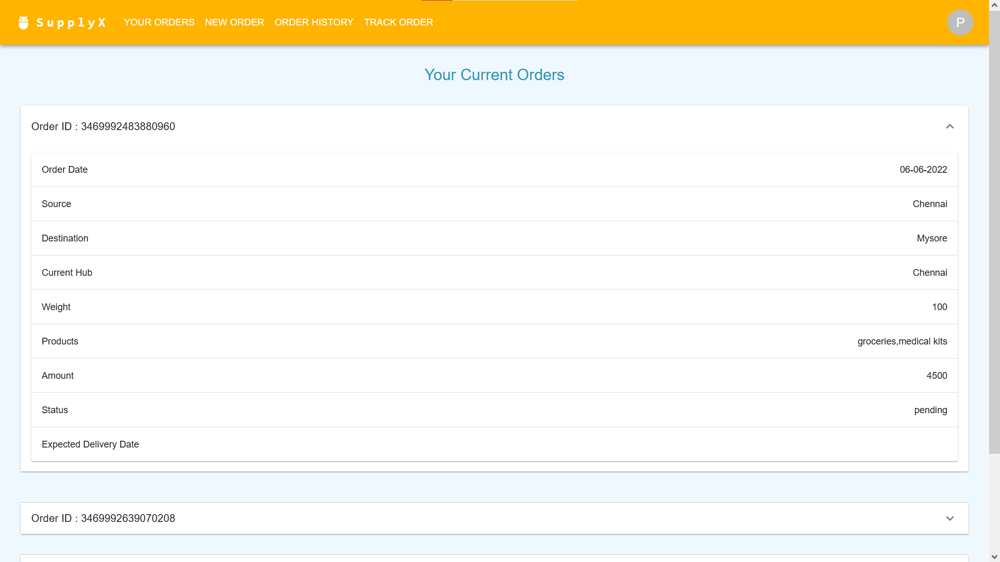 SupplyX YOUR ORDERS NEW ORDER ORDER HISTORY TRACK ORDER P
Your Current Orders
Order ID : 3469992483880960
Order Date 06-06-2022
Source Chennai
Destination Mysore
Current Hub Chennai
Weight 100
Products groceries,medical kits
Amount 4500
Status pending
Expected Delivery Date
Order ID : 3469992639070208